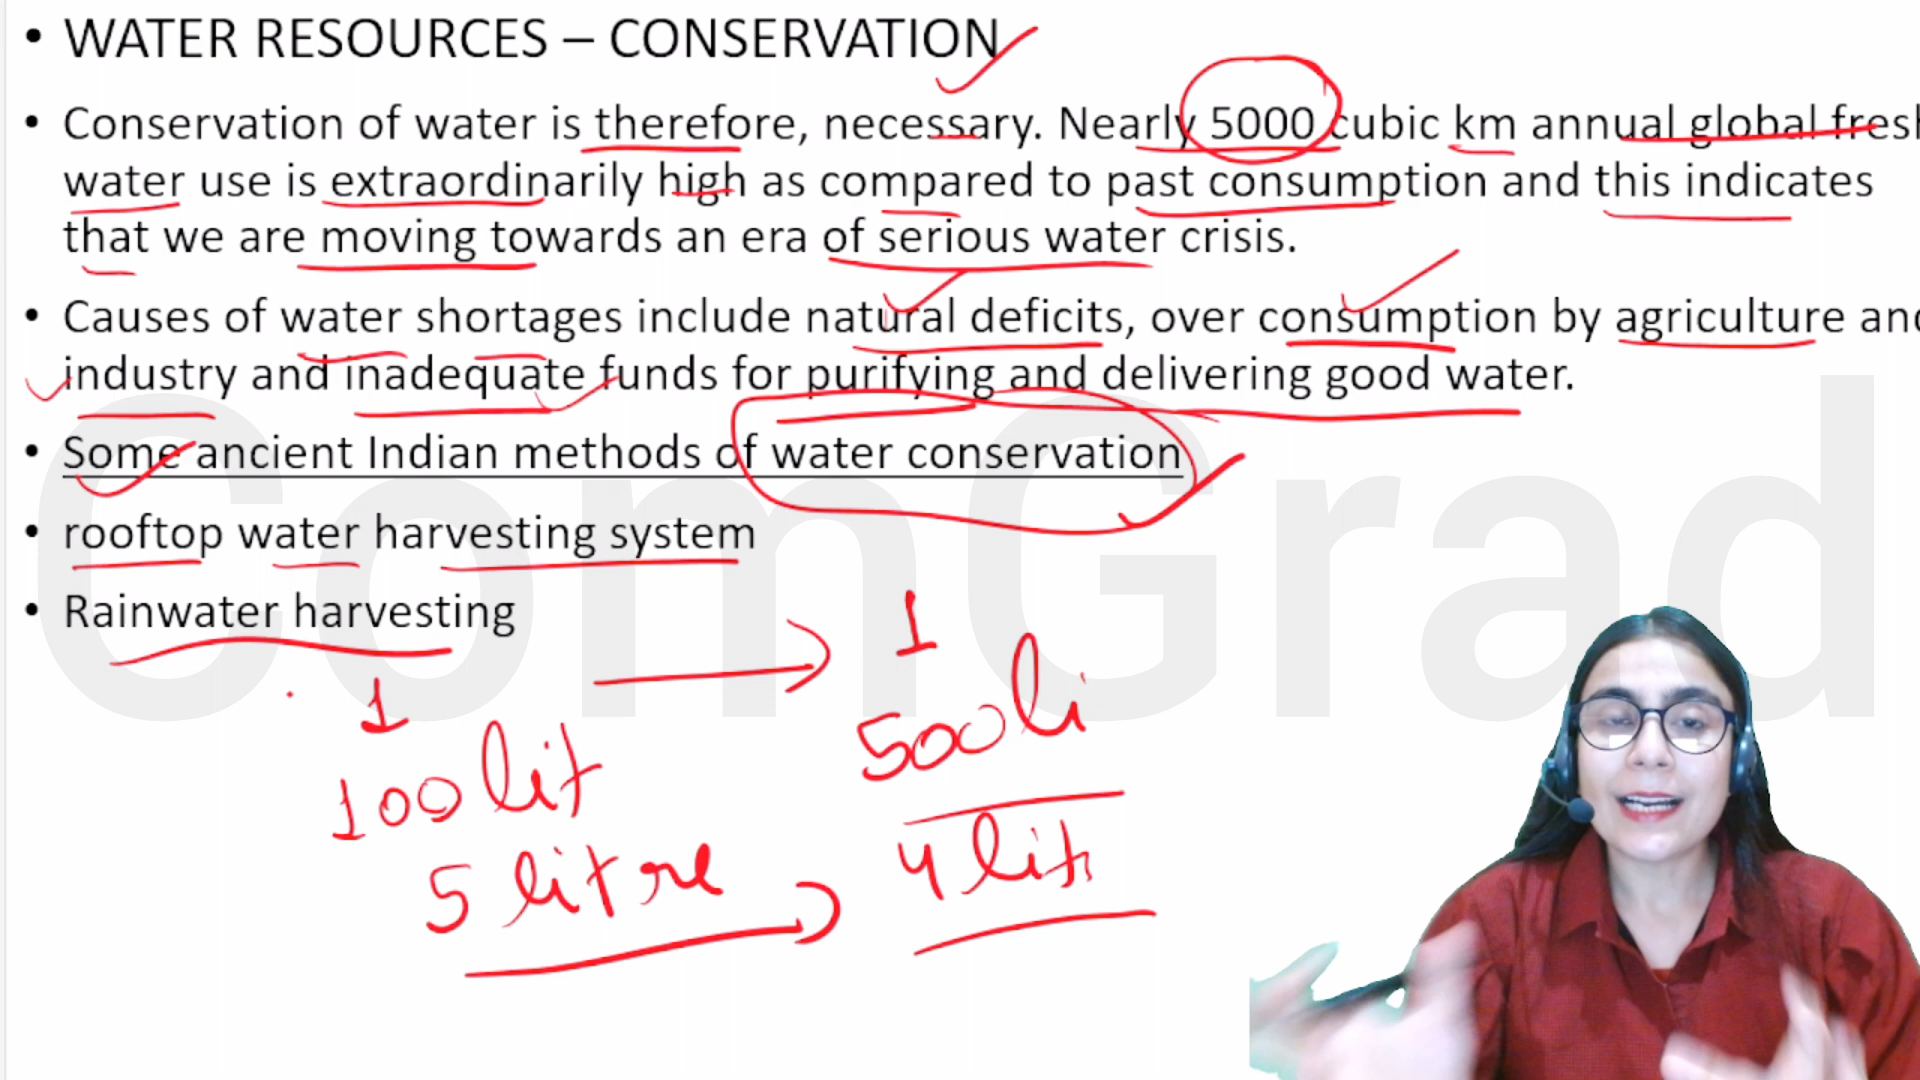 • WATER RESOURCES – CONSERVATION
• Conservation of water is therefore, necessary. Nearly 5000 cubic km annual global fresh
water use is extraordinarily high as compared to past consumption and this indicates
that we are moving towards an era of serious water crisis.
• Causes of water shortages include natural deficits, over consumption by agriculture and
industry and inadequate funds for purifying and delivering good water.
• Some ancient Indian methods of water conservation
• rooftop water harvesting system
• Rainwater harvesting
1
1
100 lit
500 li
5 litre
4 lit
ComGrad